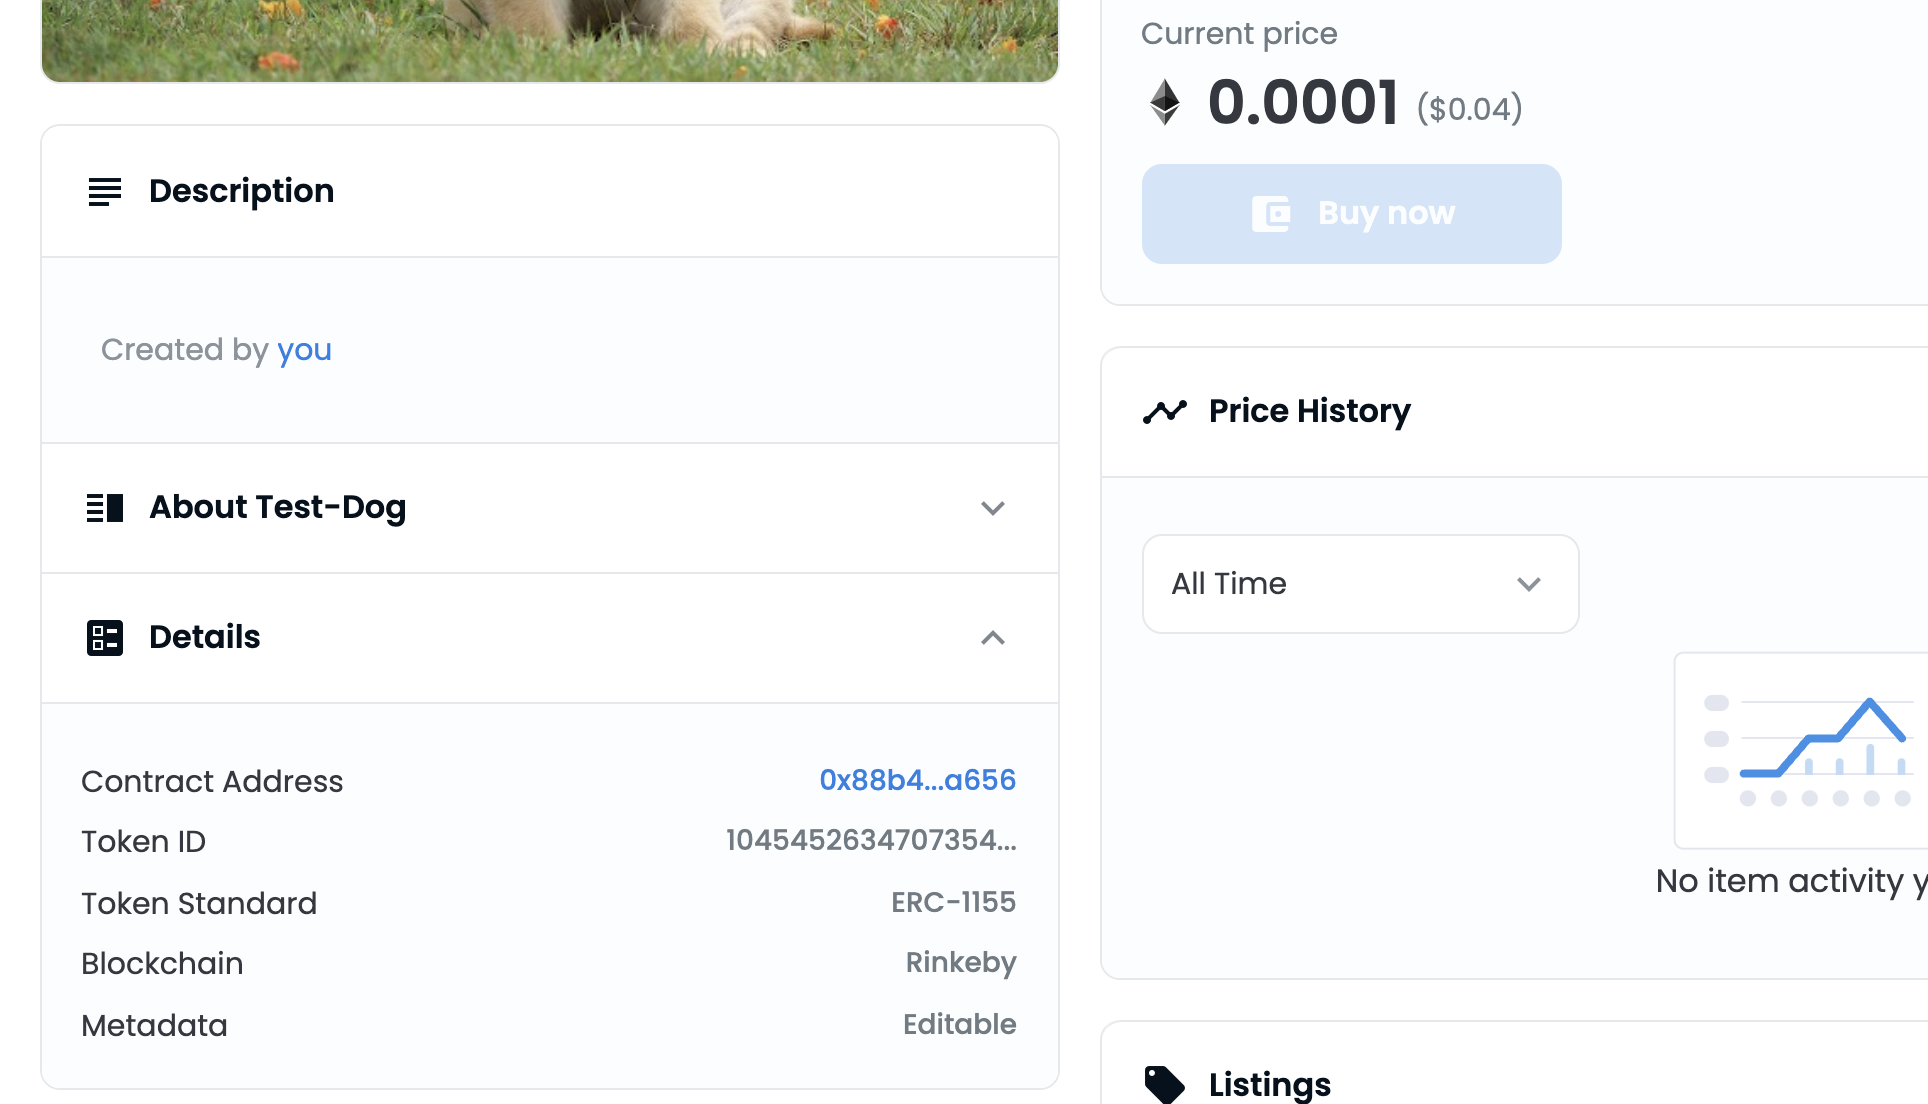 Description
Created by you
About Test-Dog
Details
Contract Address 0x88b4...a656
Token ID 1045452634707354...
Token Standard ERC-1155
Blockchain Rinkeby
Metadata Editable
Current price
0.0001 ($0.04)
Buy now
Price History
All Time
No item activity
Listings